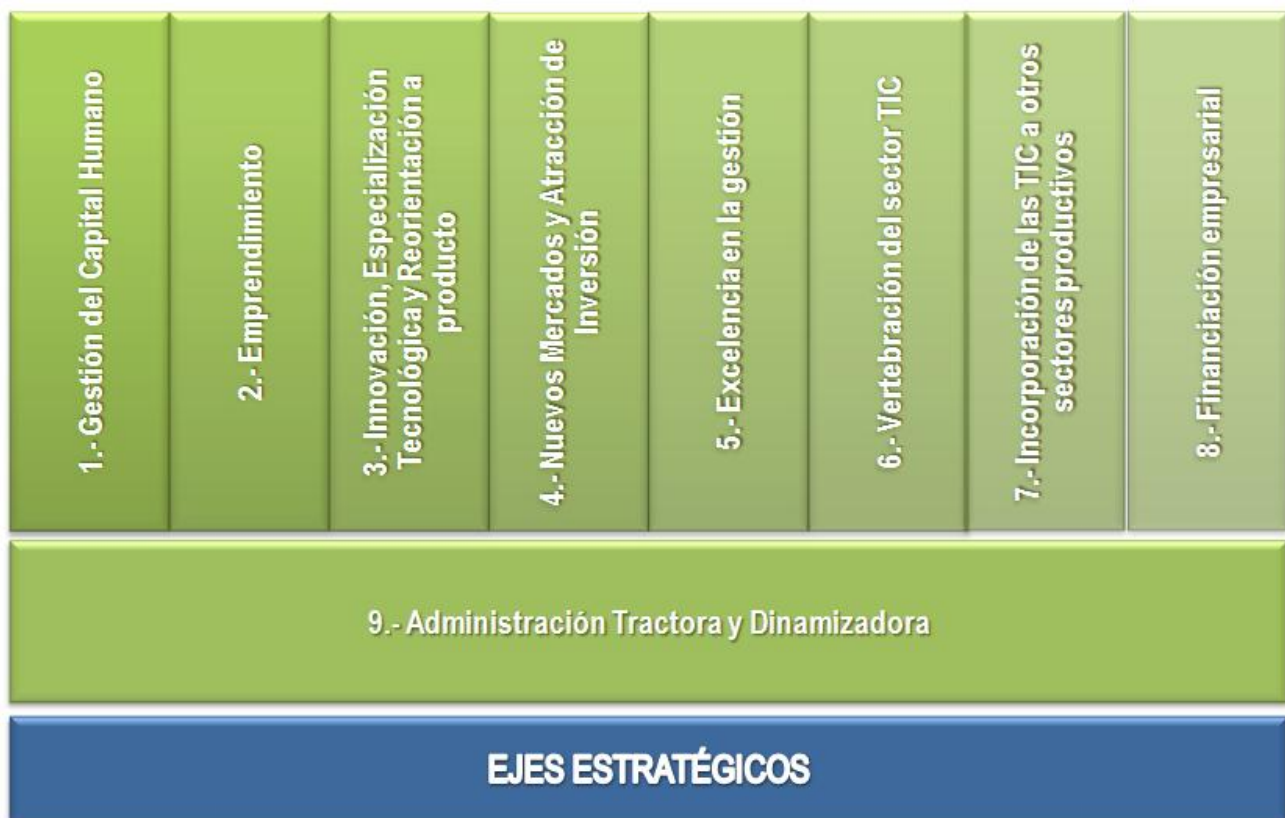 1.- Gestión del Capital Humano
2.- Emprendimiento
3.- Innovación, Especialización
Tecnológica y Reorientación a
producto
4.- Nuevos Mercados y Atracción de
Inversión
5.- Excelencia en la gestión
6.- Vertebración del sector TIC
7.- Incorporación de las TIC a otros
sectores productivos
8.- Financiación empresarial
9.- Administración Tractora y Dinamizadora
EJES ESTRATÉGICOS